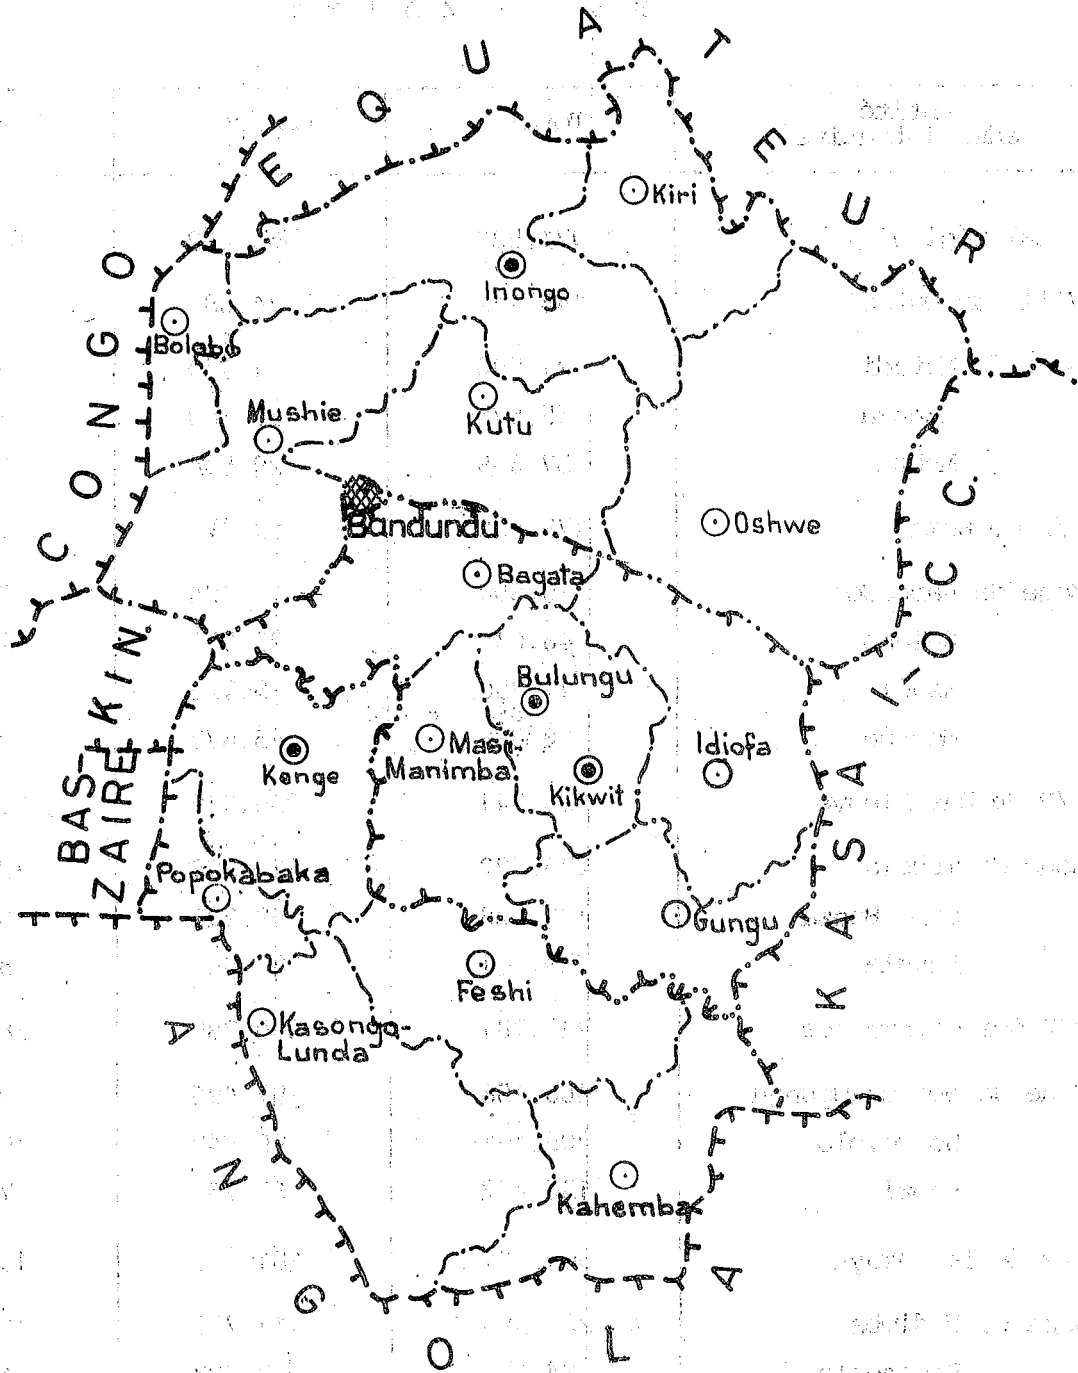 EQUATEUR
Kiri
Inongo
CONGO
Bolobo
Mushie
Kutu
Bandundu
Oshwe
K. OCC.
Bagata
KIN.
Bulungu
Masi-
Manimba
Idiofa
Kenge
Kikwit
BAS-
ZAIRE
KASAI-OCC.
Popokabaka
Gungu
Feshi
Kasongo-
Lunda
Kahemba
ANGOLA